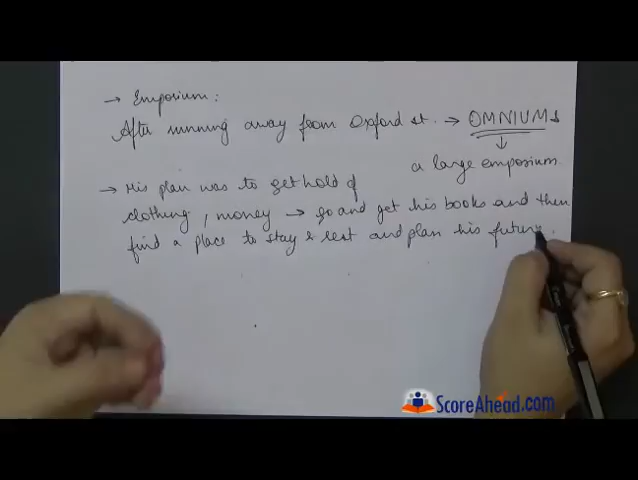 → Emporium:
After running away from Oxford st. → OMNIUMs
↓
a large emporium.
→ His plan was to get hold of
clothing, money → go and get his books and then
find a place to stay & rest and plan his future.
ScoreAhead.com